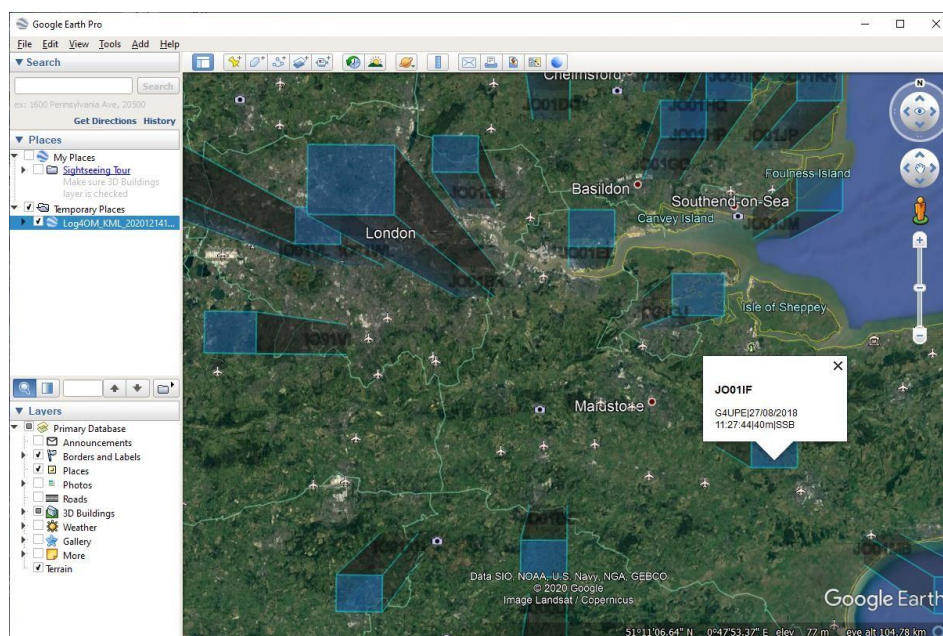 Google Earth Pro
File Edit View Tools Add Help
Search
Search
ex: 1600 Pennsylvania Ave, 20500
Get Directions History
Places
My Places
Sightseeing Tour
Make sure 3D Buildings
layer is checked
Temporary Places
Log4OM_KML_202012141...
Layers
Primary Database
Announcements
Borders and Labels
Places
Photos
Roads
3D Buildings
Weather
Gallery
More
Terrain
N
Chelmsford
JO01HQ
JO01HP
JO01JP
Foulness Island
Basildon
Southend-on-Sea
Canvey Island
JO01JM
London
Isle of Sheppey
JO01IF
G4UPE|27/08/2018
11:27:44|40m|SSB
Maidstone
Data SIO, NOAA, U.S. Navy, NGA, GEBCO
© 2020 Google
Image Landsat / Copernicus
Google Earth
51°11'06.64" N 0°47'53.37" E elev 77 m eye alt 104.78 km